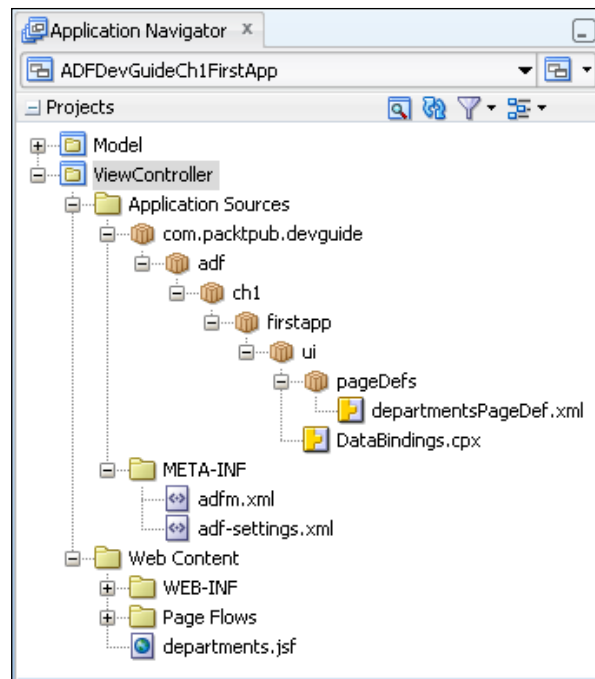 Application Navigator
ADFDevGuideCh1FirstApp
Projects
Model
ViewController
Application Sources
com.packtpub.devguide
adf
ch1
firstapp
ui
pageDefs
departmentsPageDef.xml
DataBindings.cpx
META-INF
adfm.xml
adf-settings.xml
Web Content
WEB-INF
Page Flows
departments.jsf